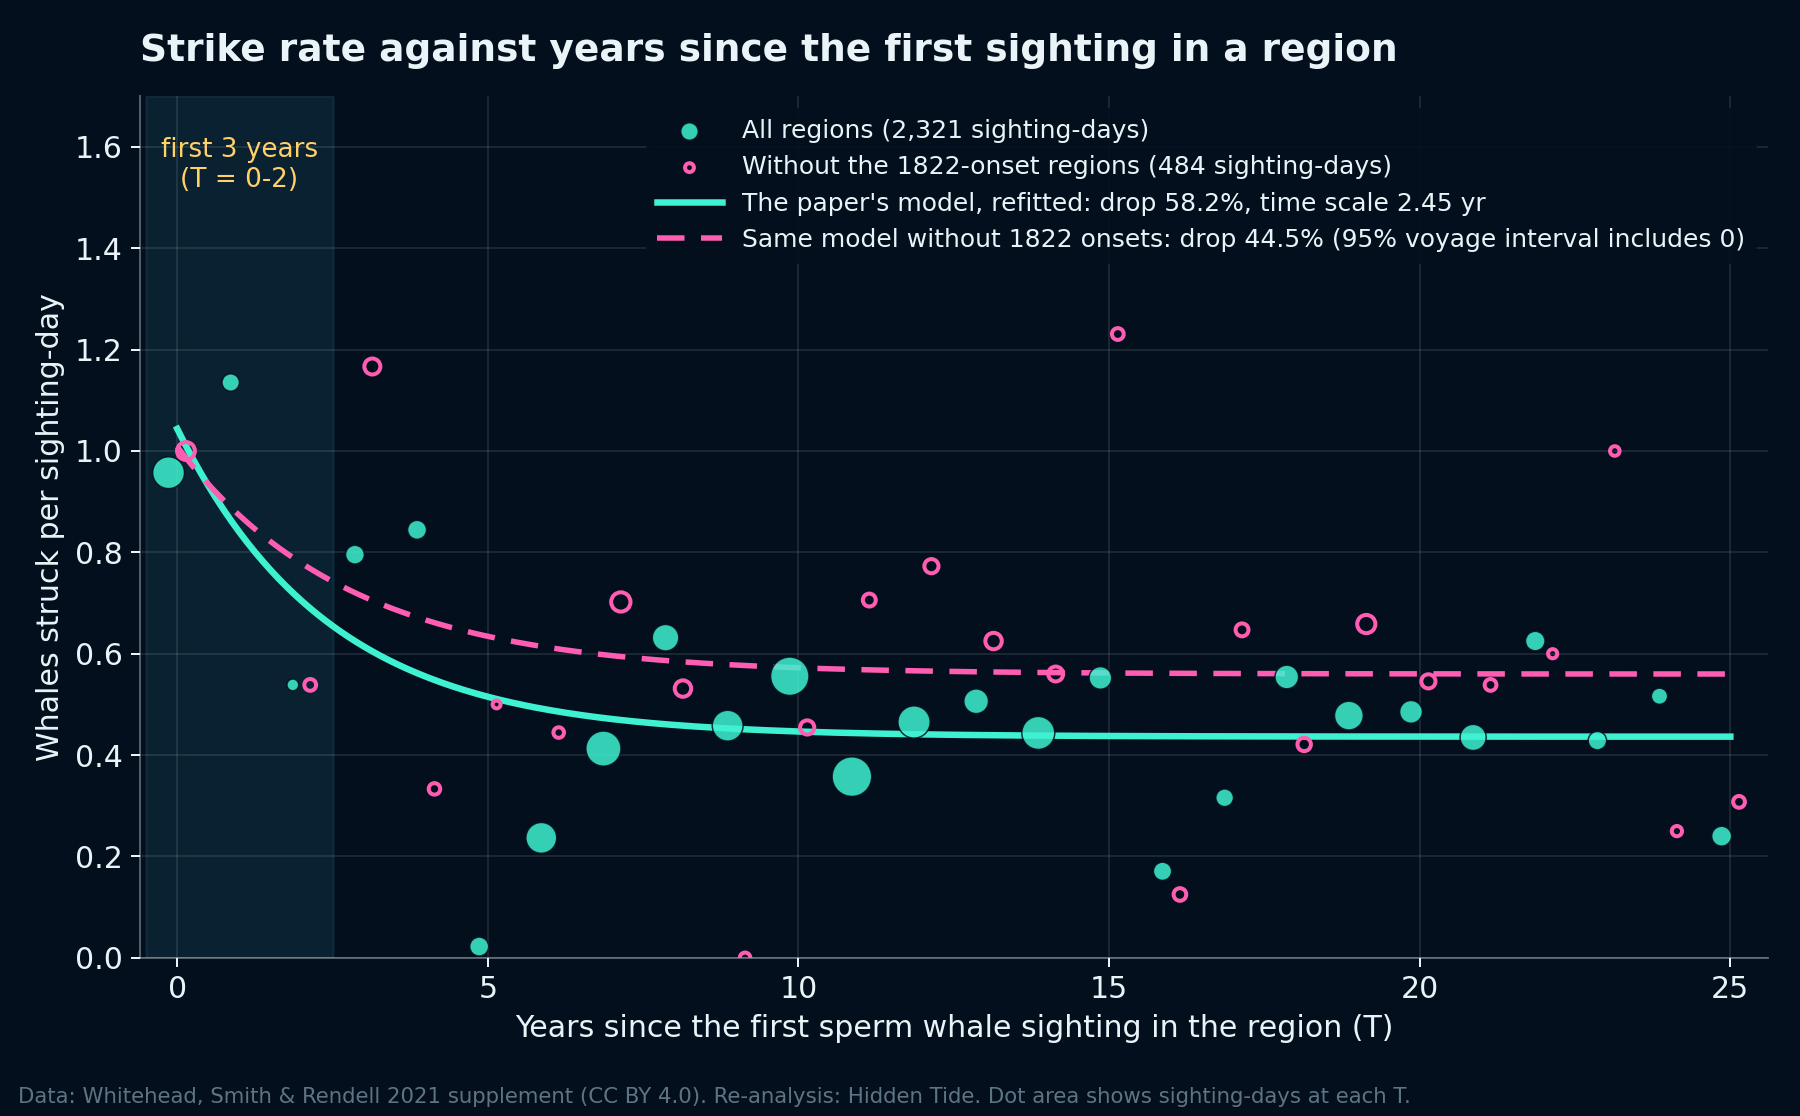 Strike rate against years since the first sighting in a region
first 3 years
(T = 0-2)
All regions (2,321 sighting-days)
Without the 1822-onset regions (484 sighting-days)
The paper's model, refitted: drop 58.2%, time scale 2.45 yr
Same model without 1822 onsets: drop 44.5% (95% voyage interval includes 0)
Whales struck per sighting-day
1.6
1.4
1.2
1.0
0.8
0.6
0.4
0.2
0.0
0
5
10
15
20
25
Years since the first sperm whale sighting in the region (T)
Data: Whitehead, Smith & Rendell 2021 supplement (CC BY 4.0). Re-analysis: Hidden Tide. Dot area shows sighting-days at each T.